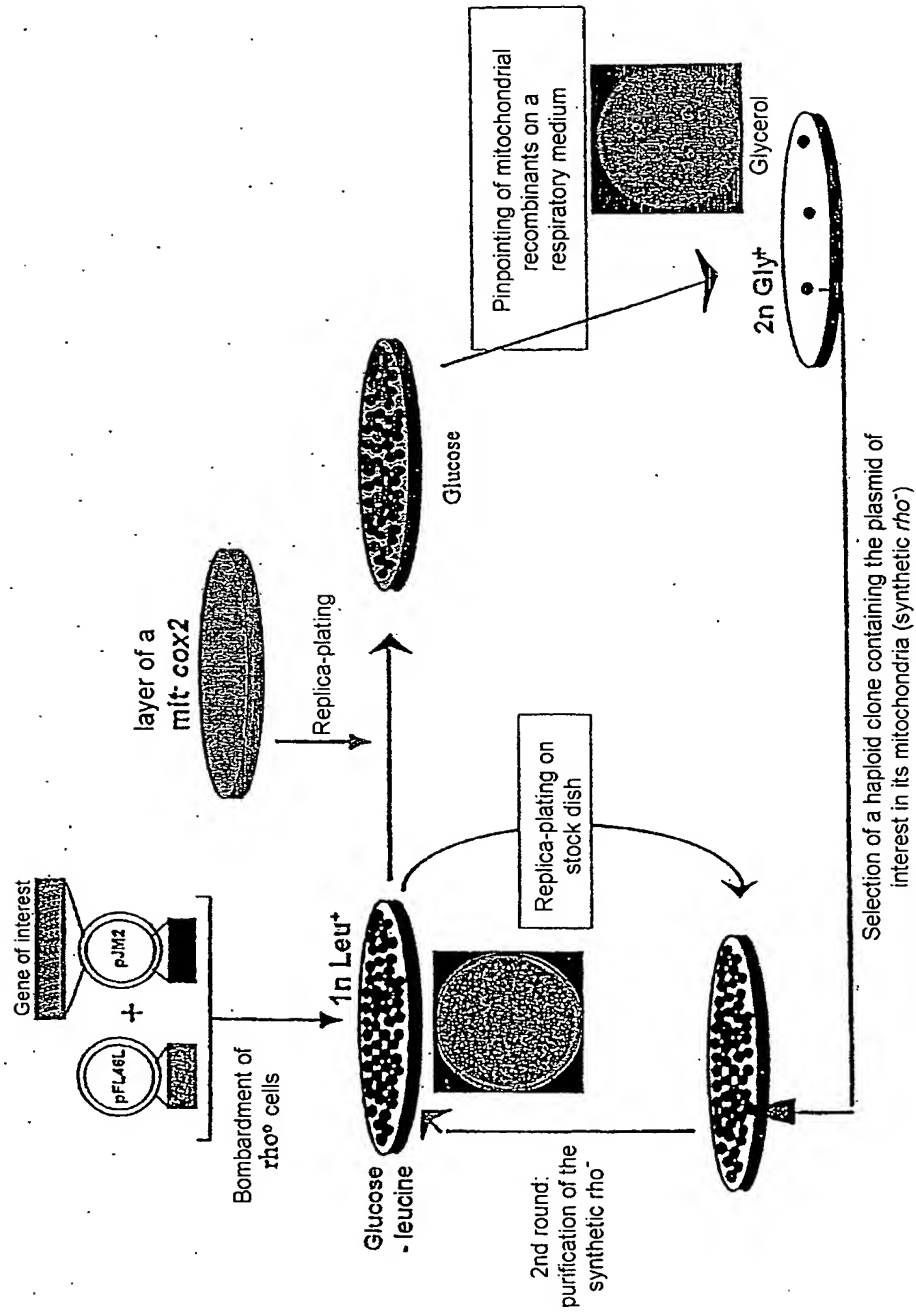 Gene of interest
pFL46L
+
pJM2
Bombardment of
rho° cells
layer of a
mit- cox2
Replica-plating
1n Leu+
Glucose
- leucine
Glucose
Pinpointing of mitochondrial
recombinants on a
respiratory medium
Glycerol
2n Gly+
Replica-plating on
stock dish
2nd round:
purification of the
synthetic rho-
Selection of a haploid clone containing the plasmid of
interest in its mitochondria (synthetic rho-)